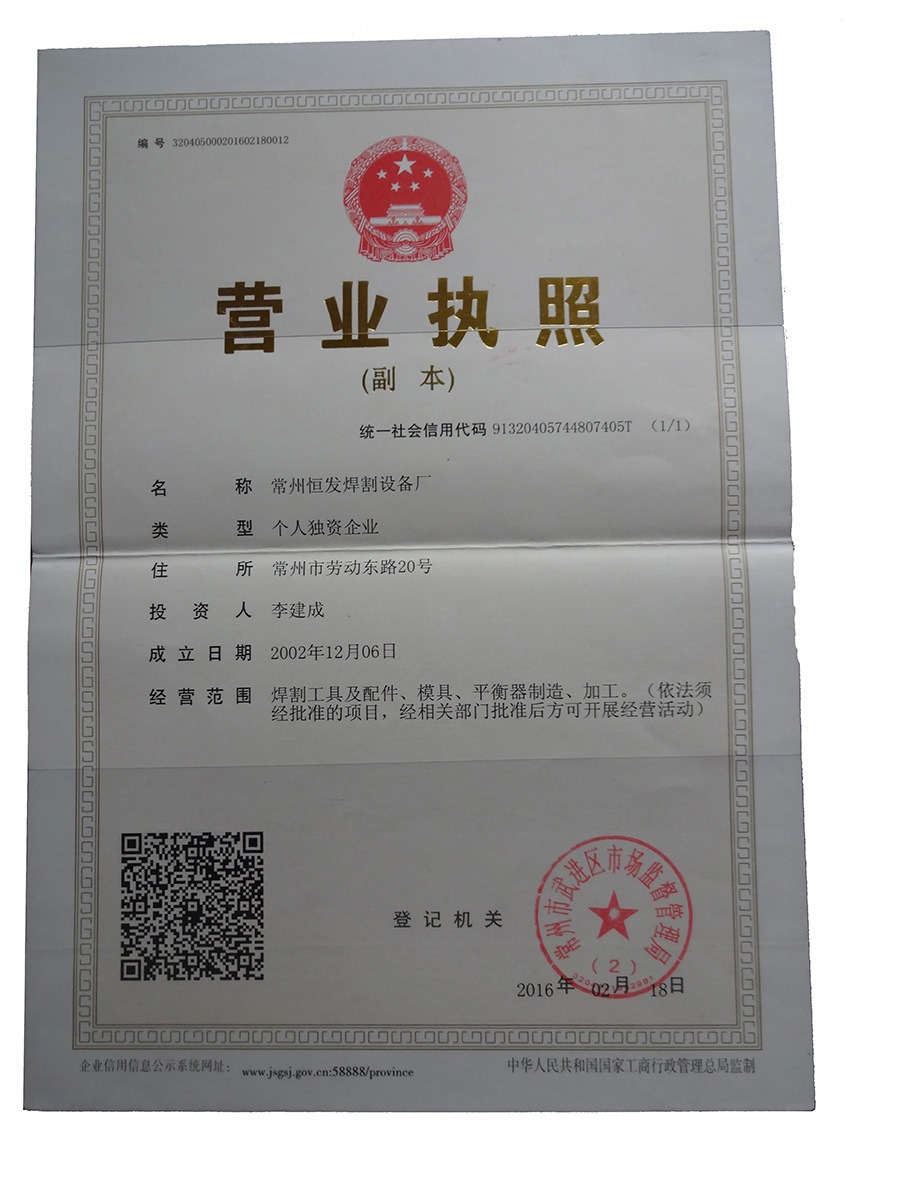 编 号 320405000201602180012
营业执照
(副 本)
统一社会信用代码 91320405744807405T （1/1）
名 称 常州恒发焊割设备厂
类 型 个人独资企业
住 所 常州市劳动东路20号
投 资 人 李建成
成 立 日 期 2002年12月06日
经 营 范 围 焊割工具及配件、模具、平衡器制造、加工。（依法须
经批准的项目，经相关部门批准后方可开展经营活动）
登 记 机 关
常州市武进区市场监督管理局
（2）
2016 年 02 月 18 日
企业信用信息公示系统网址： www.jsgsj.gov.cn:58888/province
中华人民共和国国家工商行政管理总局监制